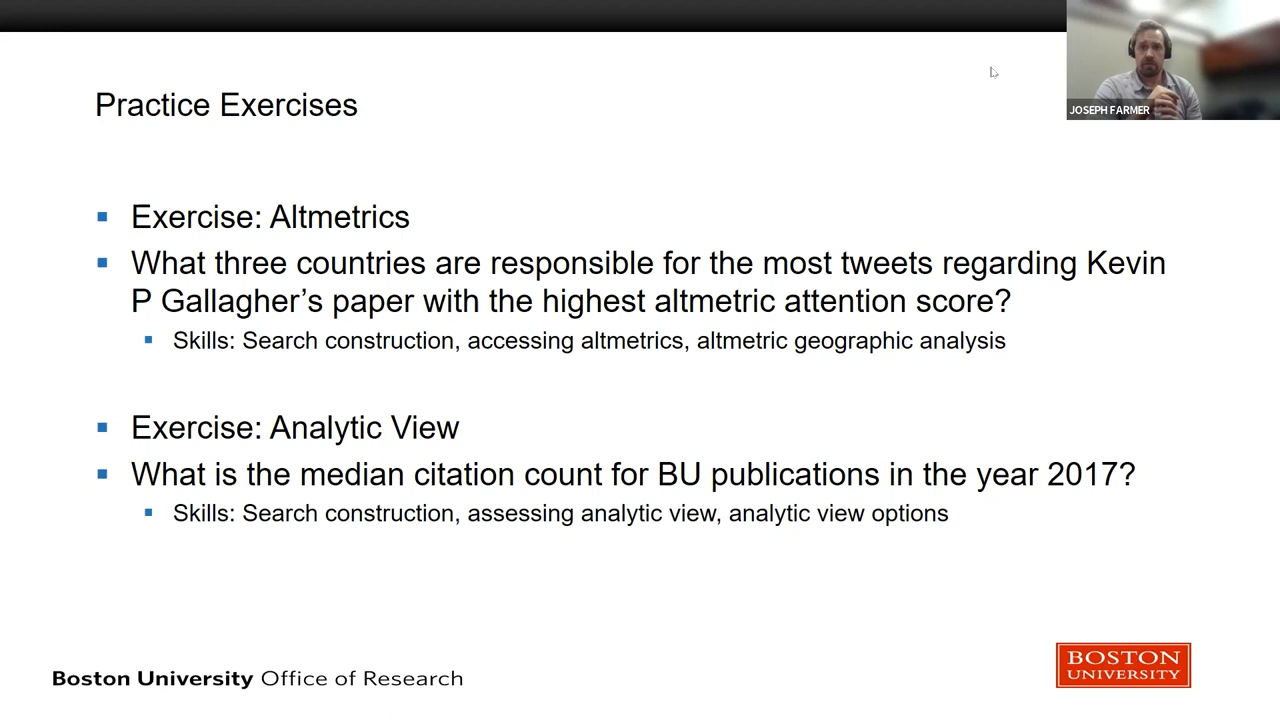 JOSEPH FARMER
Practice Exercises
Exercise: Altmetrics
What three countries are responsible for the most tweets regarding Kevin
P Gallagher's paper with the highest altmetric attention score?
Skills: Search construction, accessing altmetrics, altmetric geographic analysis
Exercise: Analytic View
What is the median citation count for BU publications in the year 2017?
Skills: Search construction, assessing analytic view, analytic view options
Boston University Office of Research
BOSTON
UNIVERSITY